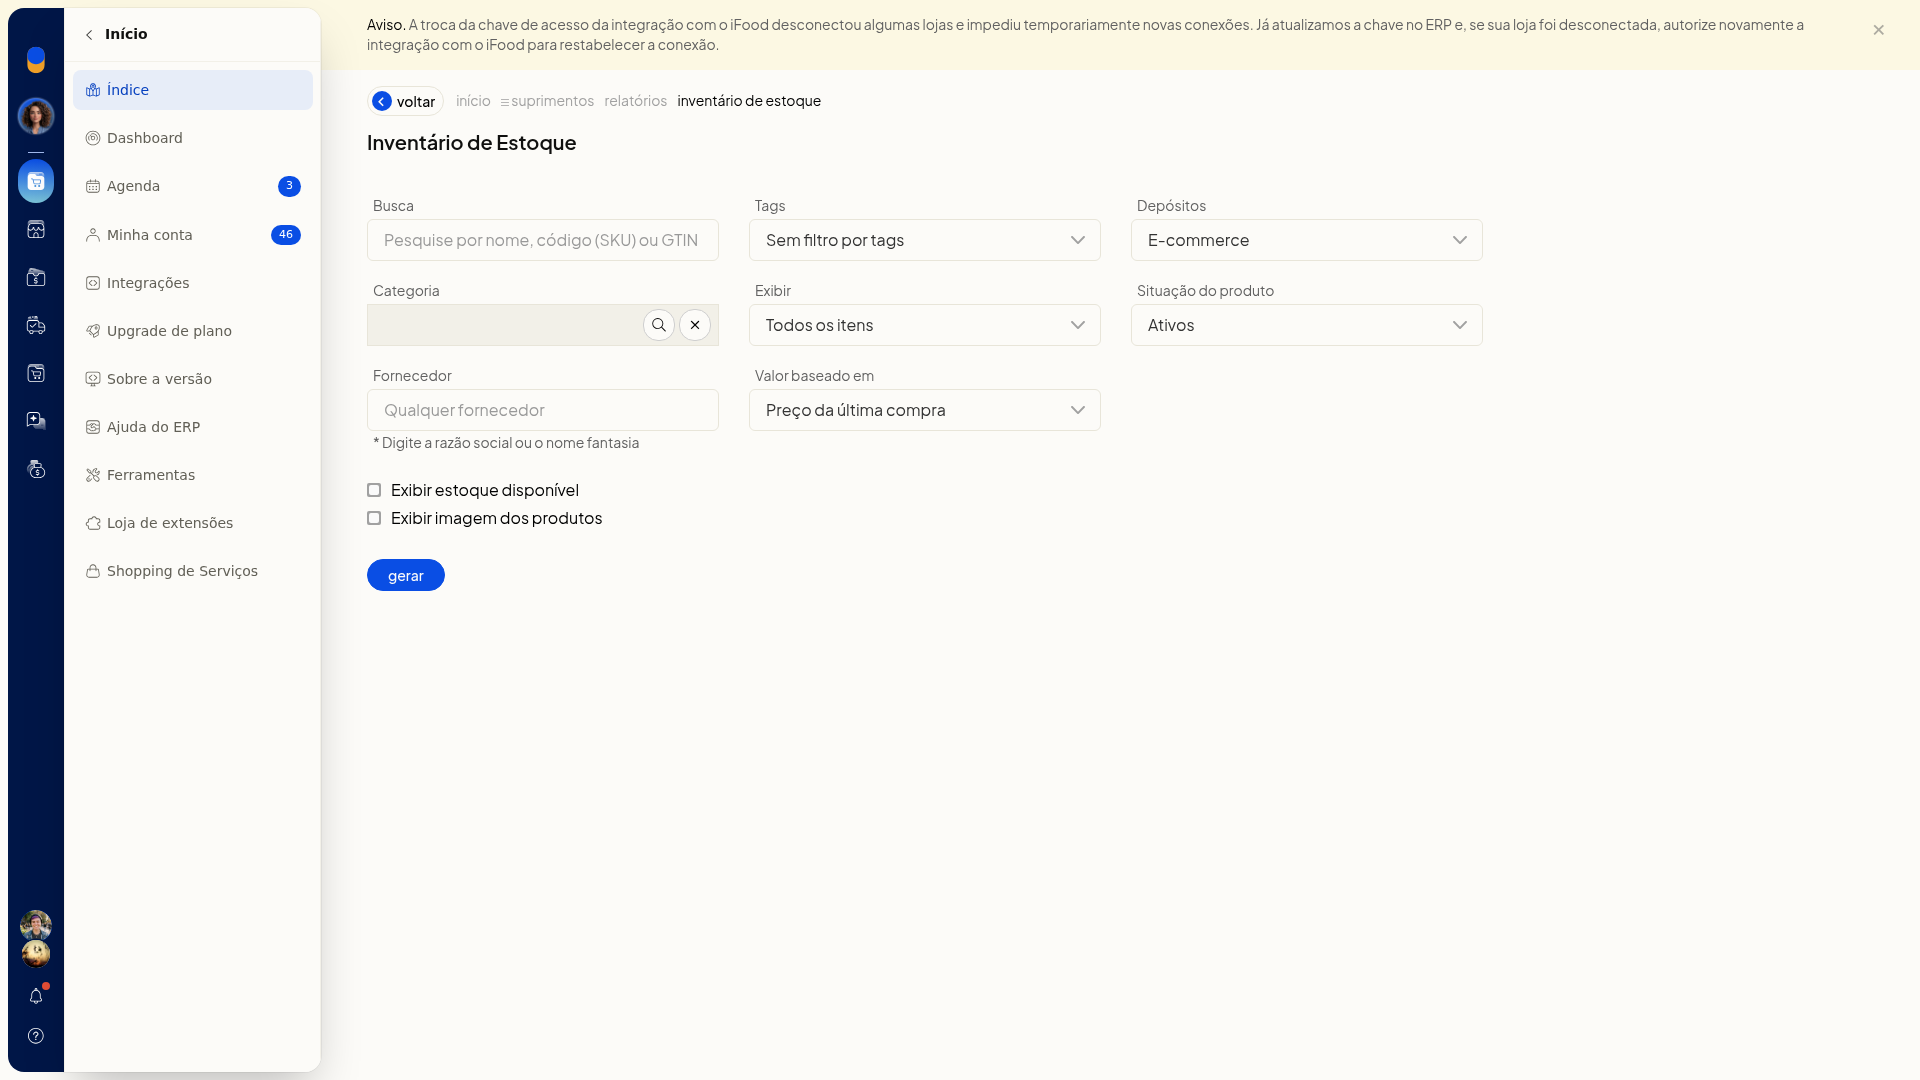 Início
Índice
Dashboard
Agenda 3
Minha conta 46
Integrações
Upgrade de plano
Sobre a versão
Ajuda do ERP
Ferramentas
Loja de extensões
Shopping de Serviços
Aviso. A troca da chave de acesso da integração com o iFood desconectou algumas lojas e impediu temporariamente novas conexões. Já atualizamos a chave no ERP e, se sua loja foi desconectada, autorize novamente a
integração com o iFood para restabelecer a conexão.
voltar início suprimentos relatórios inventário de estoque
Inventário de Estoque
Busca Tags Depósitos
Pesquise por nome, código (SKU) ou GTIN Sem filtro por tags E-commerce
Categoria Exibir Situação do produto
Todos os itens Ativos
Fornecedor Valor baseado em
Qualquer fornecedor Preço da última compra
* Digite a razão social ou o nome fantasia
Exibir estoque disponível
Exibir imagem dos produtos
gerar